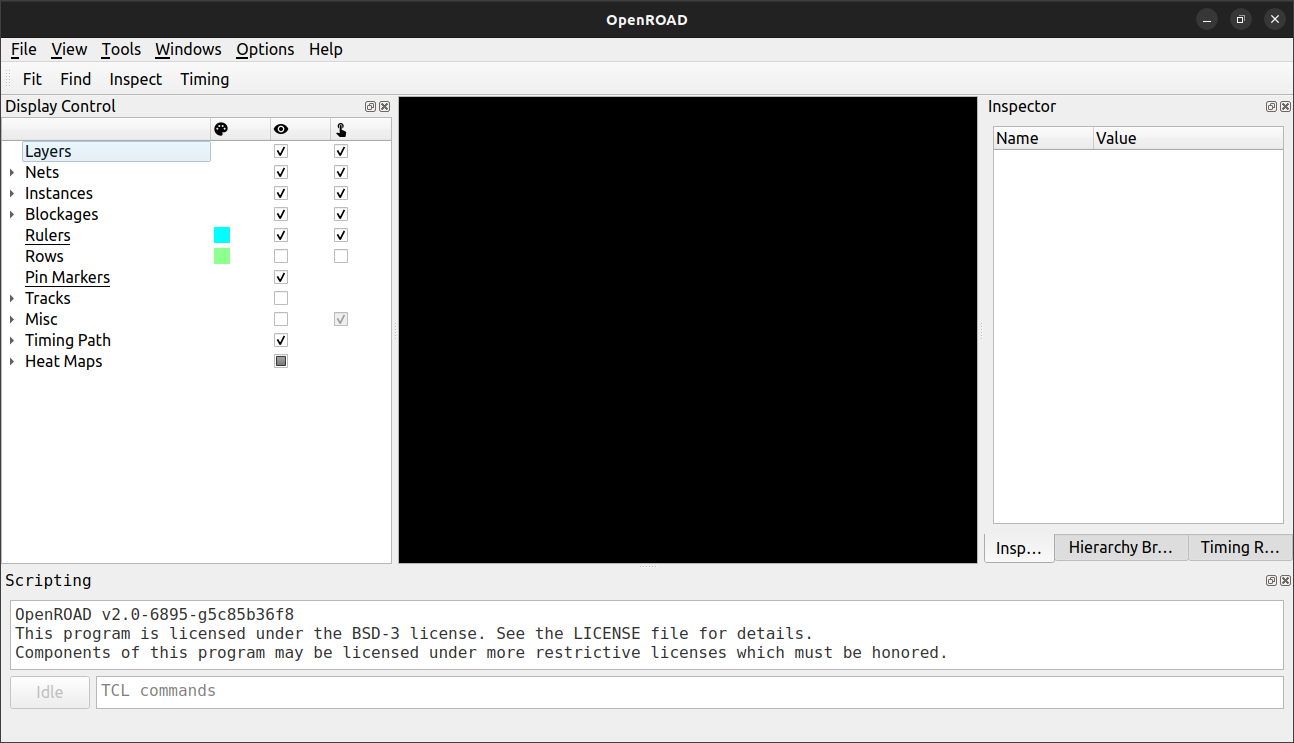 OpenROAD
File View Tools Windows Options Help
Fit Find Inspect Timing
Display Control
Layers
Nets
Instances
Blockages
Rulers
Rows
Pin Markers
Tracks
Misc
Timing Path
Heat Maps
Inspector
Name Value
Insp... Hierarchy Br... Timing R...
Scripting
OpenROAD v2.0-6895-g5c85b36f8
This program is licensed under the BSD-3 license. See the LICENSE file for details.
Components of this program may be licensed under more restrictive licenses which must be honored.
Idle TCL commands